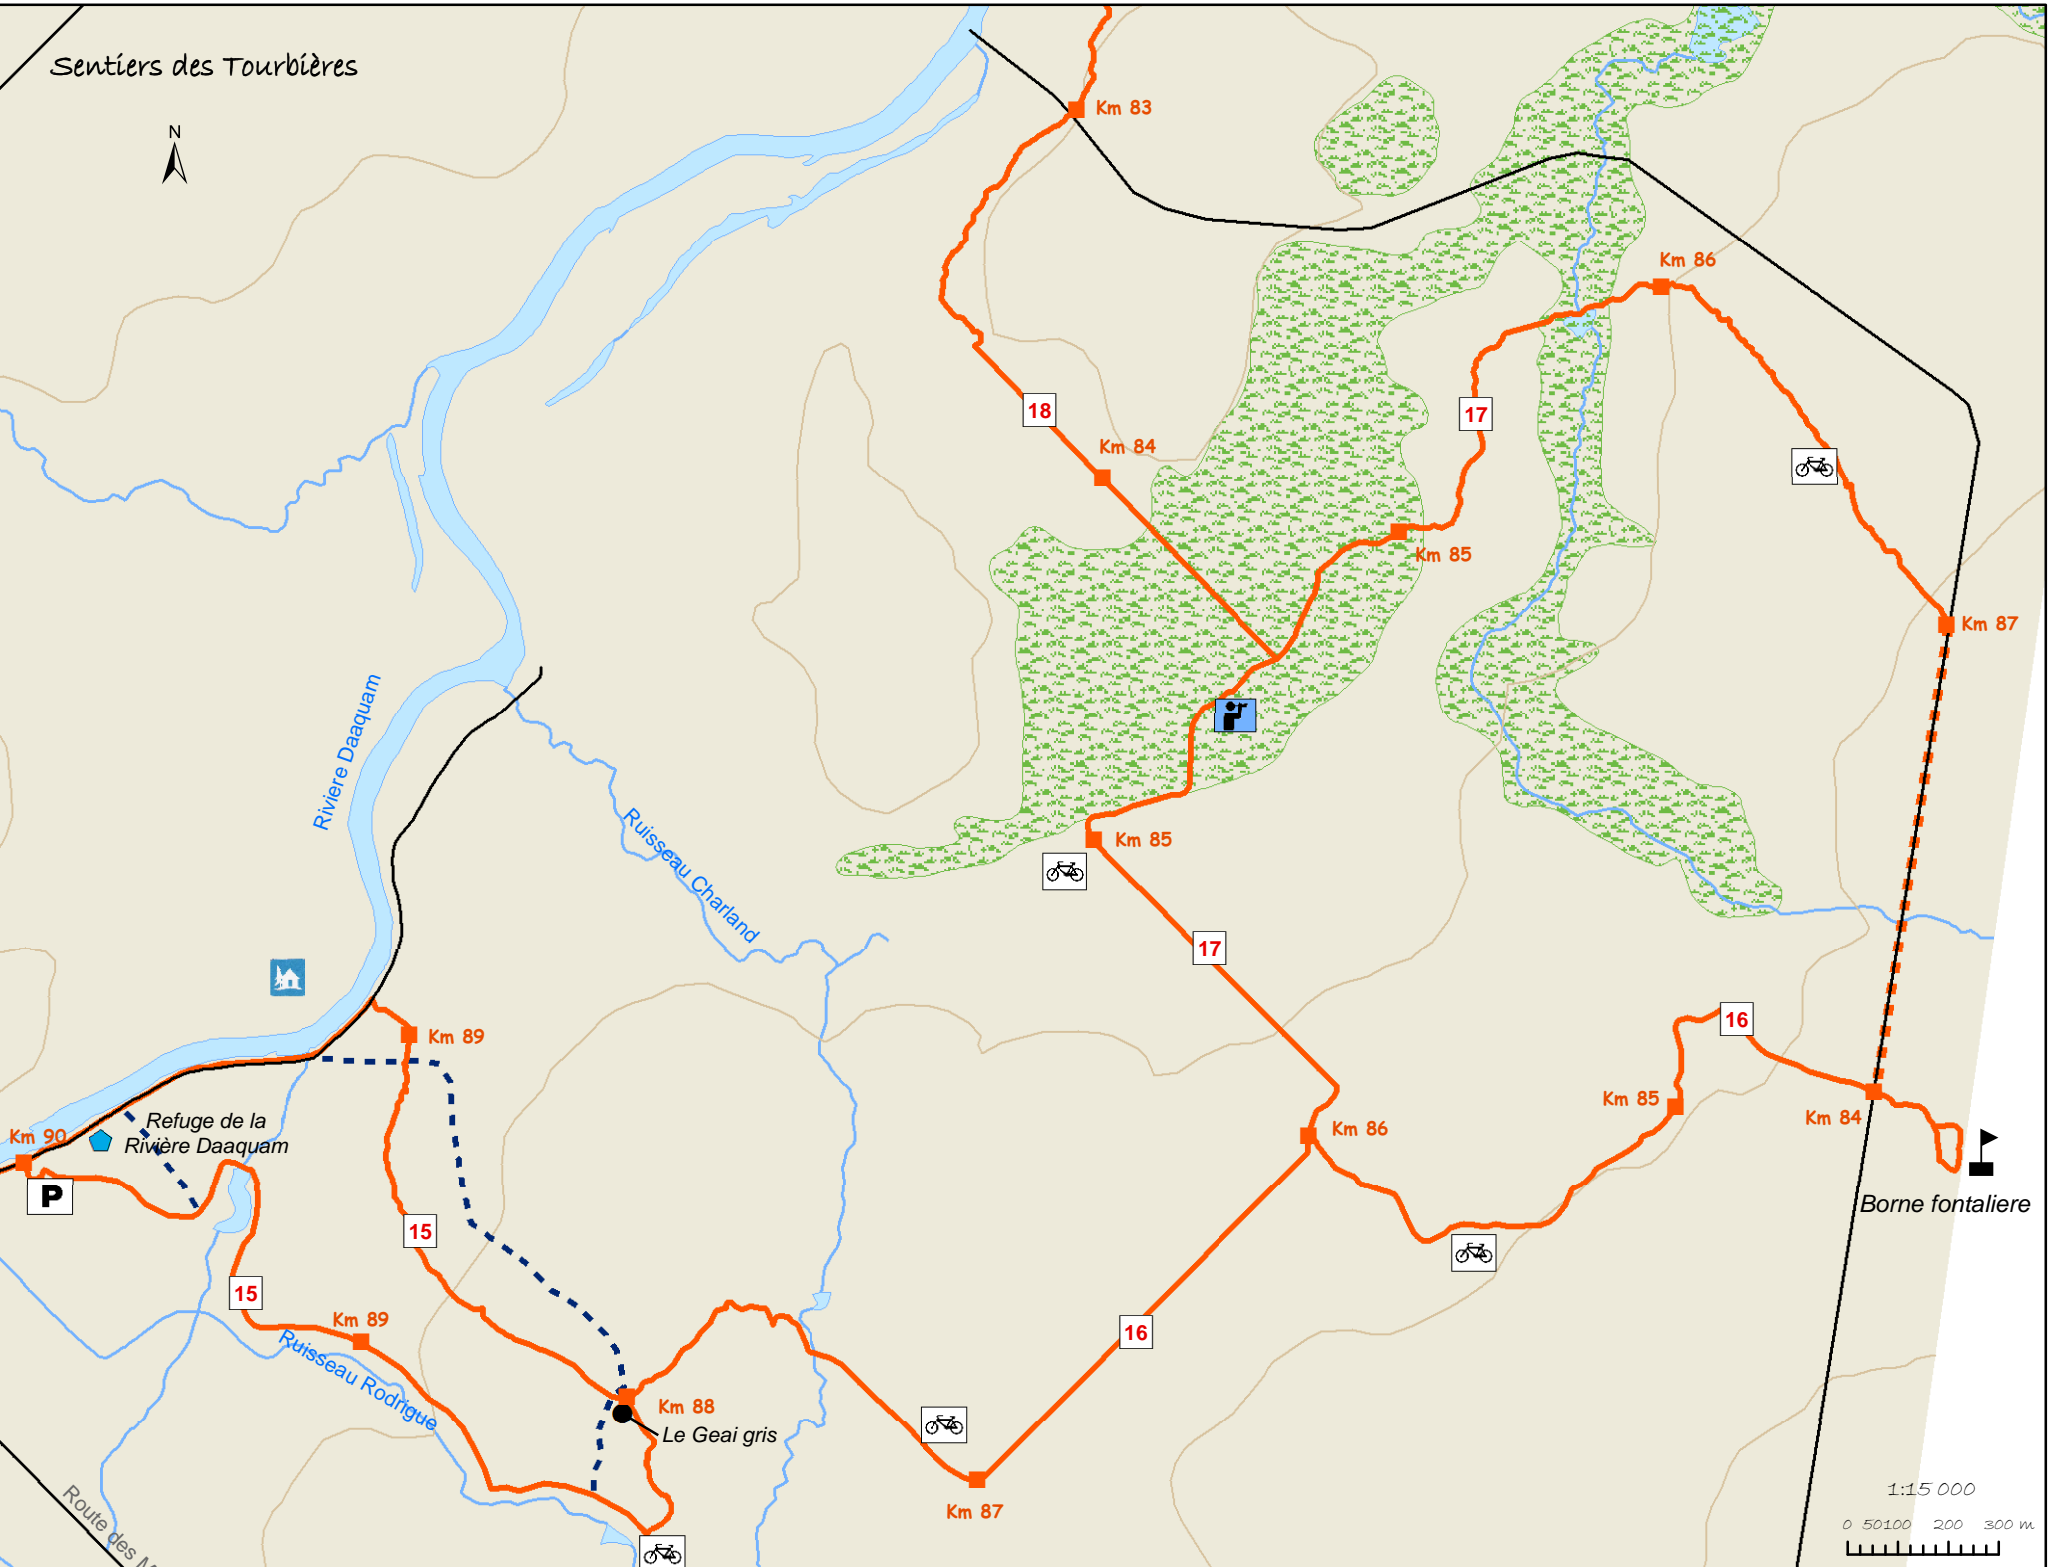 Sentiers des Tourbières
N
Km 83
Km 86
18
17
Km 84
Km 85
Km 87
Rivière Daaquam
Ruisseau Charland
Km 85
17
Km 89
16
Km 85
Km 84
Refuge de la
Rivière Daaquam
Km 90
Km 86
P
Borne fontaliere
15
15
Km 89
16
Ruisseau Rodrigue
Km 88
Le Geai gris
Km 87
Route des
1:15 000
0 50100 200 300 m